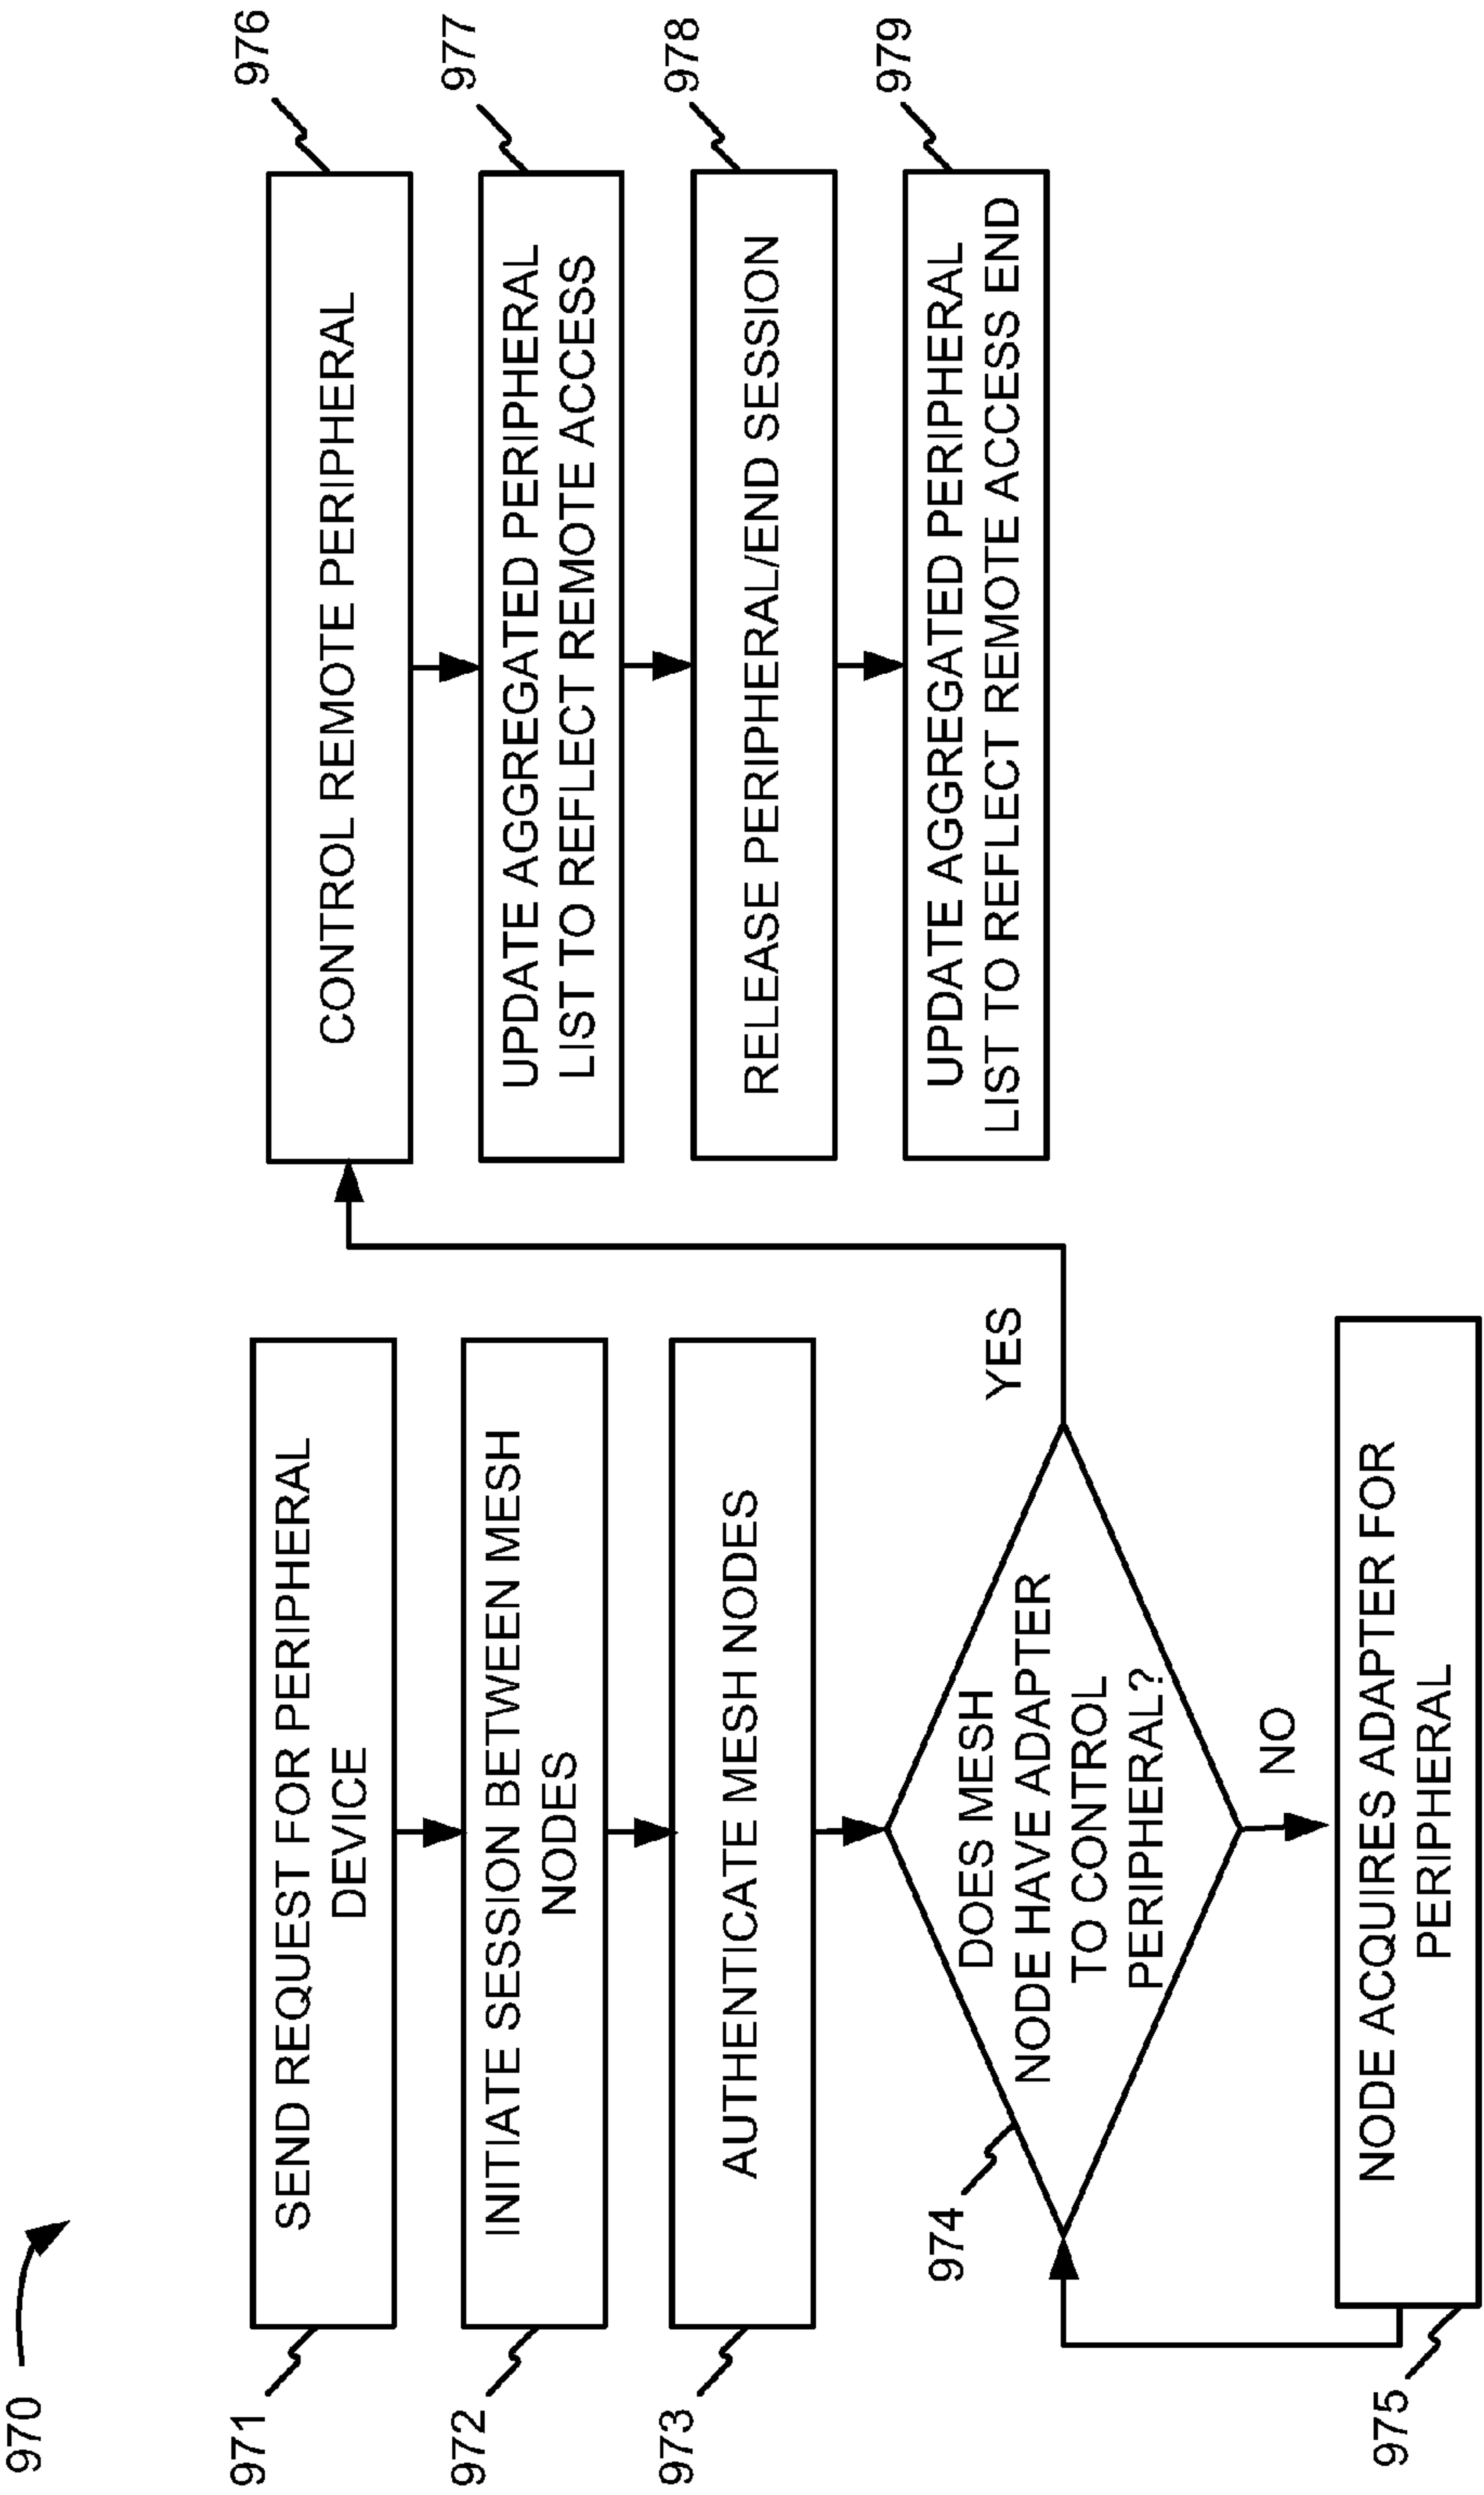 970
971
SEND REQUEST FOR PERIPHERAL
DEVICE
972
INITIATE SESSION BETWEEN MESH
NODES
973
AUTHENTICATE MESH NODES
974
DOES MESH
NODE HAVE ADAPTER
TO CONTROL
PERIPHERAL?
YES
NO
975
NODE ACQUIRES ADAPTER FOR
PERIPHERAL
976
CONTROL REMOTE PERIPHERAL
977
UPDATE AGGREGATED PERIPHERAL
LIST TO REFLECT REMOTE ACCESS
978
RELEASE PERIPHERAL/END SESSION
979
UPDATE AGGREGATED PERIPHERAL
LIST TO REFLECT REMOTE ACCESS END